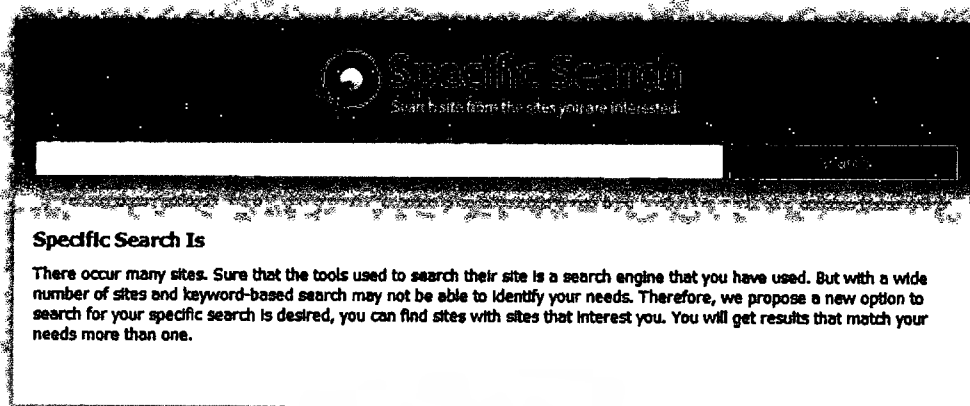 Specific Search
Search site from the sites you are interested.
Search
Specific Search Is
There occur many sites. Sure that the tools used to search their site is a search engine that you have used. But with a wide
number of sites and keyword-based search may not be able to identify your needs. Therefore, we propose a new option to
search for your specific search is desired, you can find sites with sites that interest you. You will get results that match your
needs more than one.